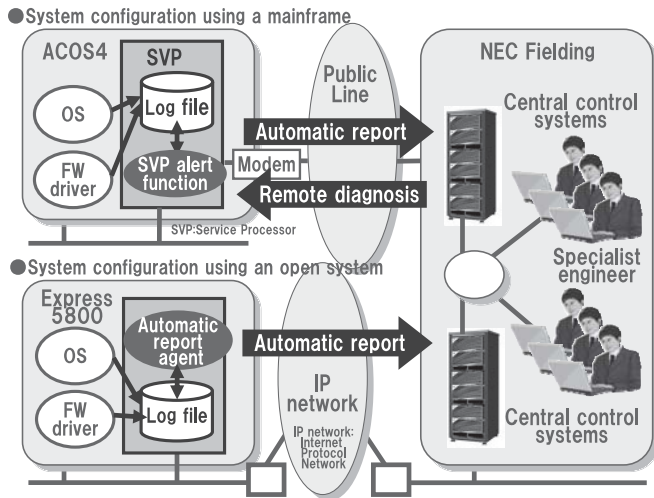 ●System configuration using a mainframe
ACOS4
SVP
Log file
OS
FW
driver
SVP alert
function
Modem
SVP:Service Processor
Public
Line
Automatic report
Remote diagnosis
NEC Fielding
Central control
systems
Specialist
engineer
●System configuration using an open system
Express
5800
Automatic
report
agent
OS
FW
driver
Log file
Automatic report
IP
network
IP network:
Internet
Protocol
Network
Central control
systems